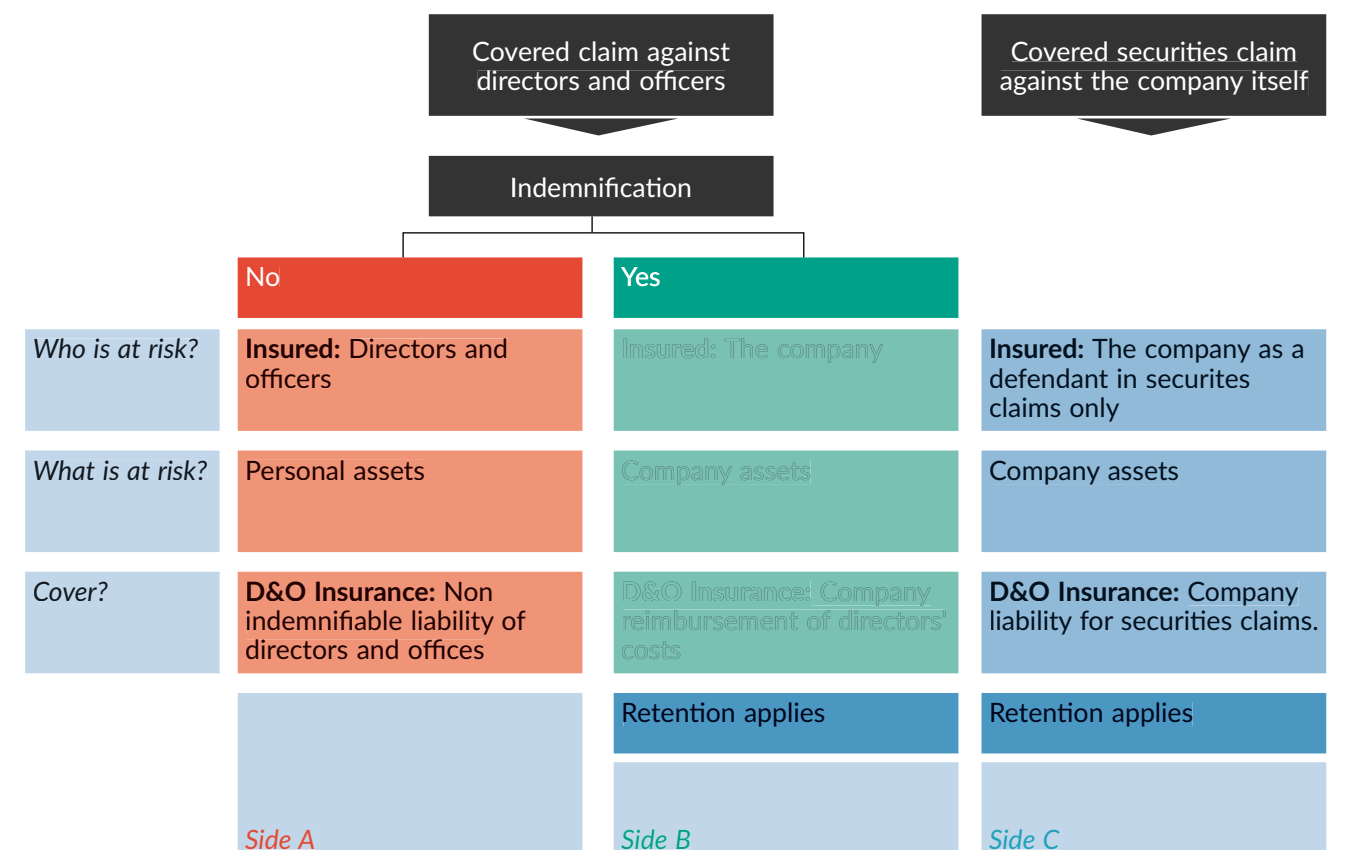 Covered claim against
directors and officers
Covered securities claim
against the company itself
Indemnification
No
Yes
Who is at risk?
Insured: Directors and
officers
Insured: The company
Insured: The company as a
defendant in securites
claims only
What is at risk?
Personal assets
Company assets
Company assets
Cover?
D&O Insurance: Non
indemnifiable liability of
directors and offices
D&O Insurance: Company
reimbursement of directors’
costs
D&O Insurance: Company
liability for securities claims.
Retention applies
Retention applies
Side A
Side B
Side C